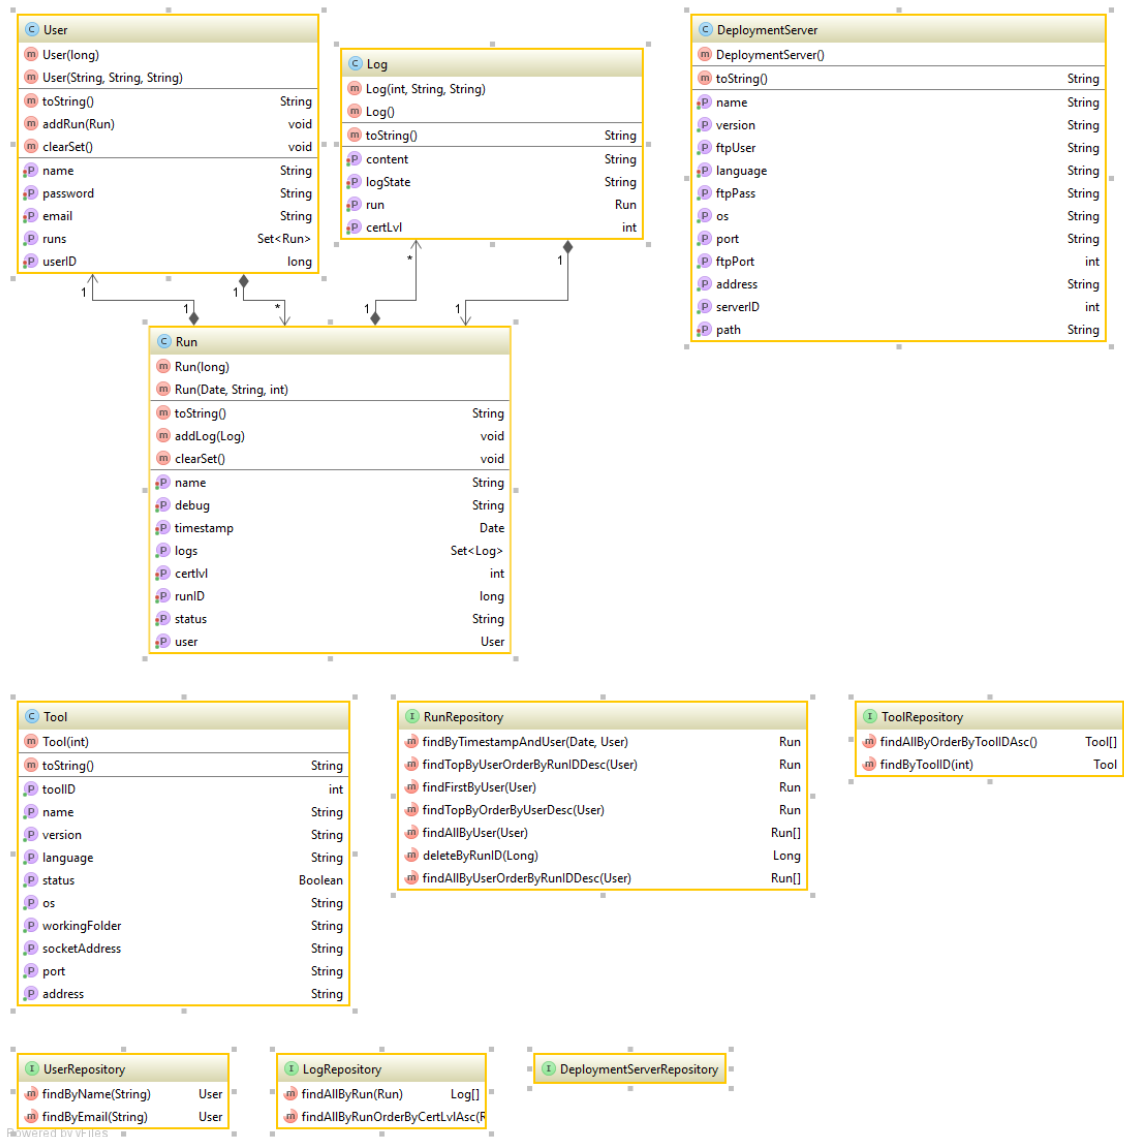 C User
m User(long)
m User(String, String, String)
m toString() String
m addRun(Run) void
m clearSet() void
P name String
P password String
P email String
P runs Set<Run>
P userID long
C Log
m Log(int, String, String)
m Log()
m toString() String
P content String
P logState String
P run Run
P certLvl int
C DeploymentServer
m DeploymentServer()
m toString() String
P name String
P version String
P ftpUser String
P language String
P ftpPass String
P os String
P port String
P ftpPort int
P address String
P serverID int
P path String
1 1 1 * 1 * 1 1
C Run
m Run(long)
m Run(Date, String, int)
m toString() String
m addLog(Log) void
m clearSet() void
P name String
P debug String
P timestamp Date
P logs Set<Log>
P certlvl int
P runID long
P status String
P user User
C Tool
m Tool(int)
m toString() String
P toolID int
P name String
P version String
P language String
P status Boolean
P os String
P workingFolder String
P socketAddress String
P port String
P address String
I RunRepository
m findByTimestampAndUser(Date, User) Run
m findTopByUserOrderByRunIDDesc(User) Run
m findFirstByUser(User) Run
m findTopByOrderByUserDesc(User) Run
m findAllByUser(User) Run[]
m deleteByRunID(Long) Long
m findAllByUserOrderByRunIDDesc(User) Run[]
I ToolRepository
m findAllByOrderByToolIDAsc() Tool[]
m findByToolID(int) Tool
I UserRepository
m findByName(String) User
m findByEmail(String) User
I LogRepository
m findAllByRun(Run) Log[]
m findAllByRunOrderByCertLvlAsc(R
I DeploymentServerRepository
Powered by yFiles